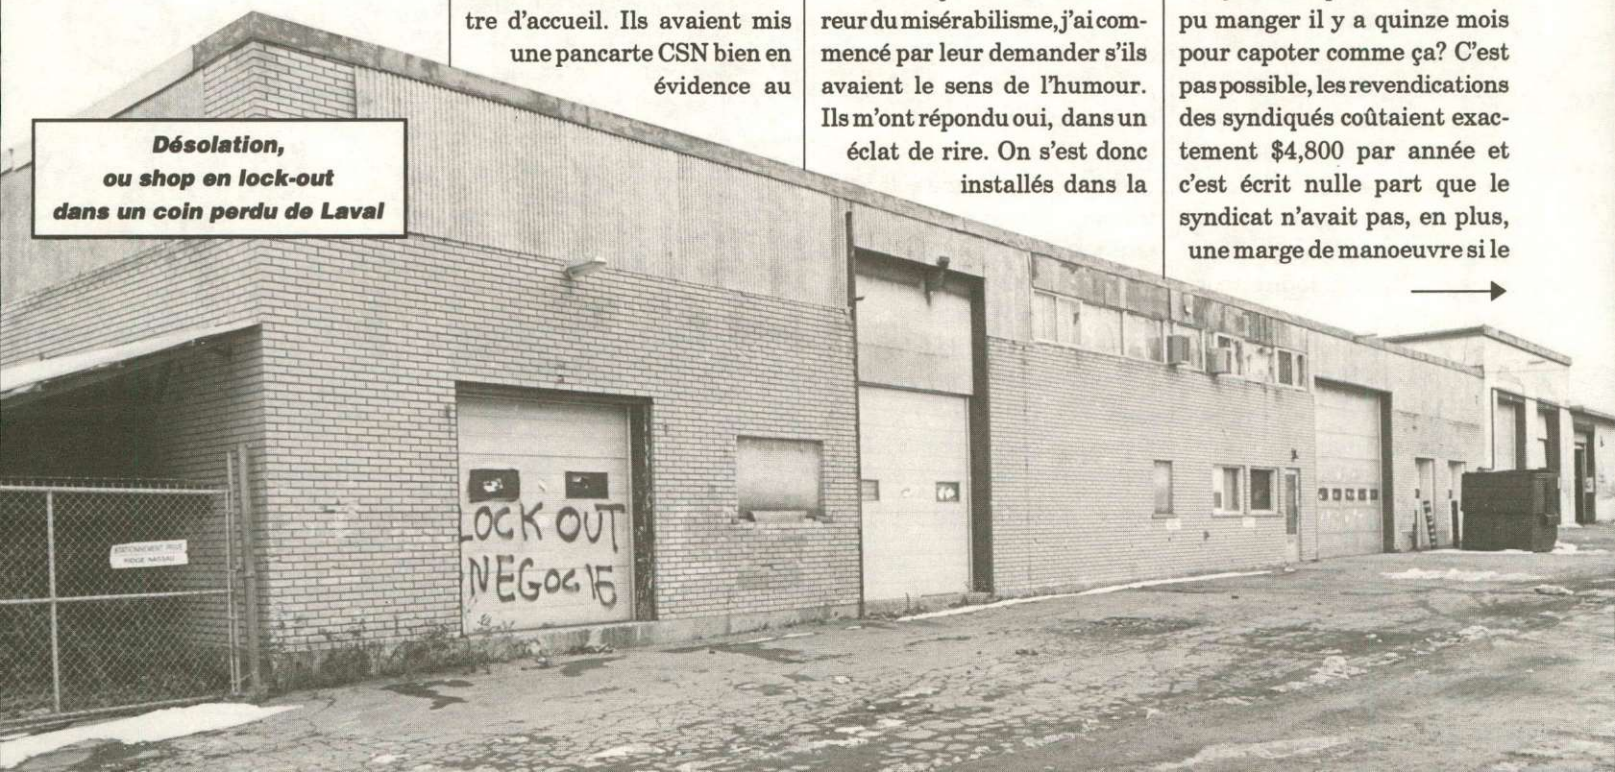 tre d'accueil. Ils avaient mis
une pancarte CSN bien en
évidence au
reur du misérabilisme, j'ai com-
mencé par leur demander s'ils
avaient le sens de l'humour.
Ils m'ont répondu oui, dans un
éclat de rire. On s'est donc
installés dans la
pu manger il y a quinze mois
pour capoter comme ça? C'est
pas possible, les revendications
des syndiqués coûtaient exac-
tement $4,800 par année et
c'est écrit nulle part que le
syndicat n'avait pas, en plus,
une marge de manoeuvre si le
Désolation,
ou shop en lock-out
dans un coin perdu de Laval
LOCK OUT
NEGOCIE